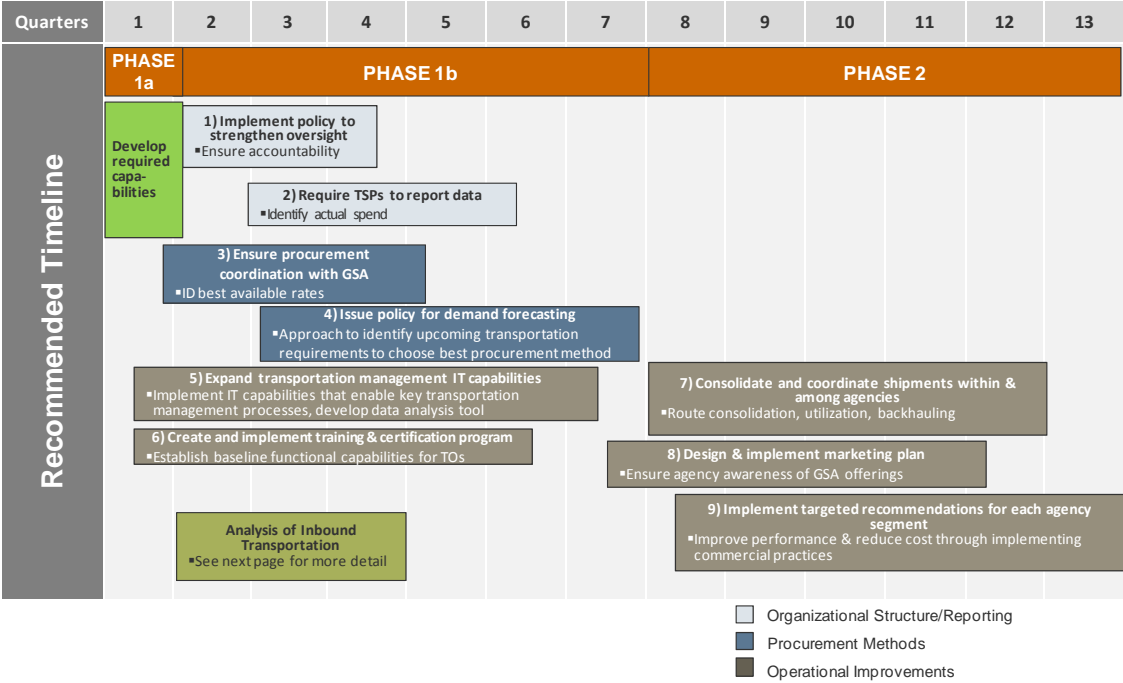 Quarters 1 2 3 4 5 6 7 8 9 10 11 12 13
Recommended Timeline
PHASE
1a
PHASE 1b
PHASE 2
Develop
required
capa-
bilities
1) Implement policy to
strengthen oversight
▪Ensure accountability
2) Require TSPs to report data
▪Identify actual spend
3) Ensure procurement
coordination with GSA
▪ID best available rates
4) Issue policy for demand forecasting
▪Approach to identify upcoming transportation
requirements to choose best procurement method
5) Expand transportation management IT capabilities
▪Implement IT capabilities that enable key transportation
management processes, develop data analysis tool
6) Create and implement training & certification program
▪Establish baseline functional capabilities for TOs
7) Consolidate and coordinate shipments within &
among agencies
▪Route consolidation, utilization, backhauling
8) Design & implement marketing plan
▪Ensure agency awareness of GSA offerings
9) Implement targeted recommendations for each agency
segment
▪Improve performance & reduce cost through implementing
commercial practices
Analysis of Inbound
Transportation
▪See next page for more detail
Organizational Structure/Reporting
Procurement Methods
Operational Improvements